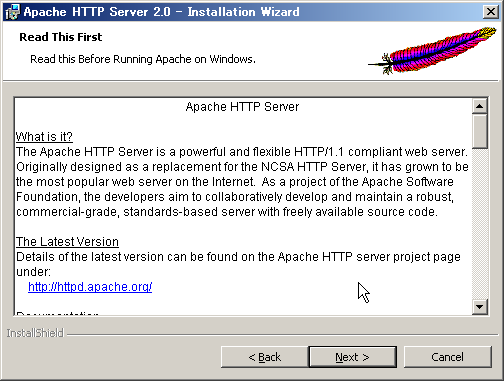 Apache HTTP Server 2.0 - Installation Wizard
Read This First
Read this Before Running Apache on Windows.
Apache HTTP Server
What is it?
The Apache HTTP Server is a powerful and flexible HTTP/1.1 compliant web server.
Originally designed as a replacement for the NCSA HTTP Server, it has grown to be
the most popular web server on the Internet.  As a project of the Apache Software
Foundation, the developers aim to collaboratively develop and maintain a robust,
commercial-grade, standards-based server with freely available source code.
The Latest Version
Details of the latest version can be found on the Apache HTTP server project page
under:
http://httpd.apache.org/
Documentation
InstallShield
< Back
Next >
Cancel